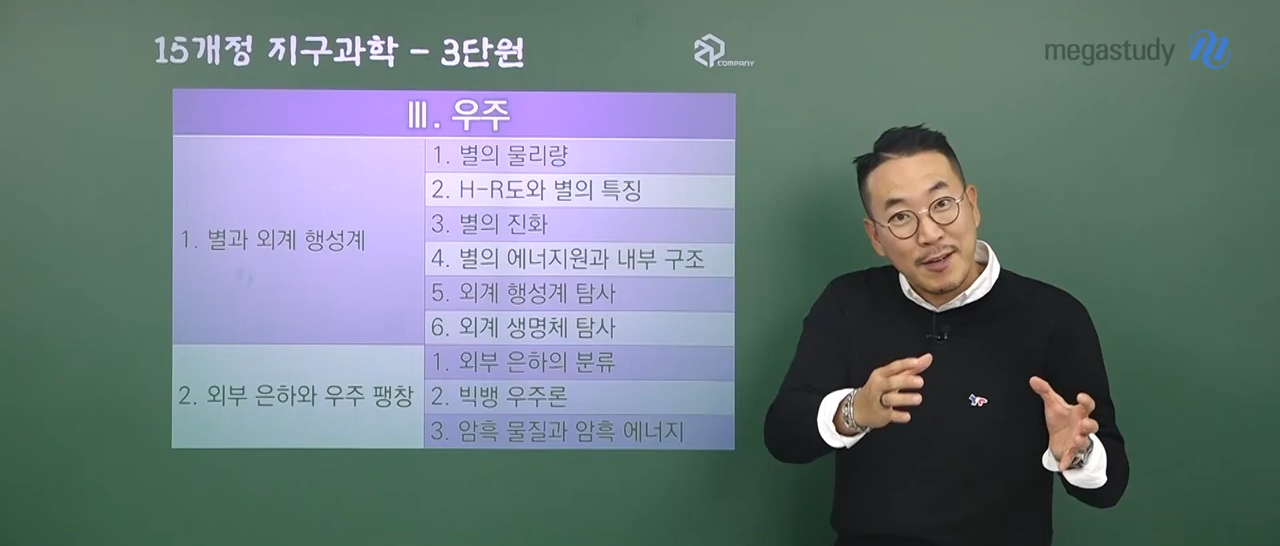 15개정 지구과학 - 3단원
COMPANY
megastudy
Ⅲ. 우주
1. 별과 외계 행성계
1. 별의 물리량
2. H-R도와 별의 특징
3. 별의 진화
4. 별의 에너지원과 내부 구조
5. 외계 행성계 탐사
6. 외계 생명체 탐사
2. 외부 은하와 우주 팽창
1. 외부 은하의 분류
2. 빅뱅 우주론
3. 암흑 물질과 암흑 에너지